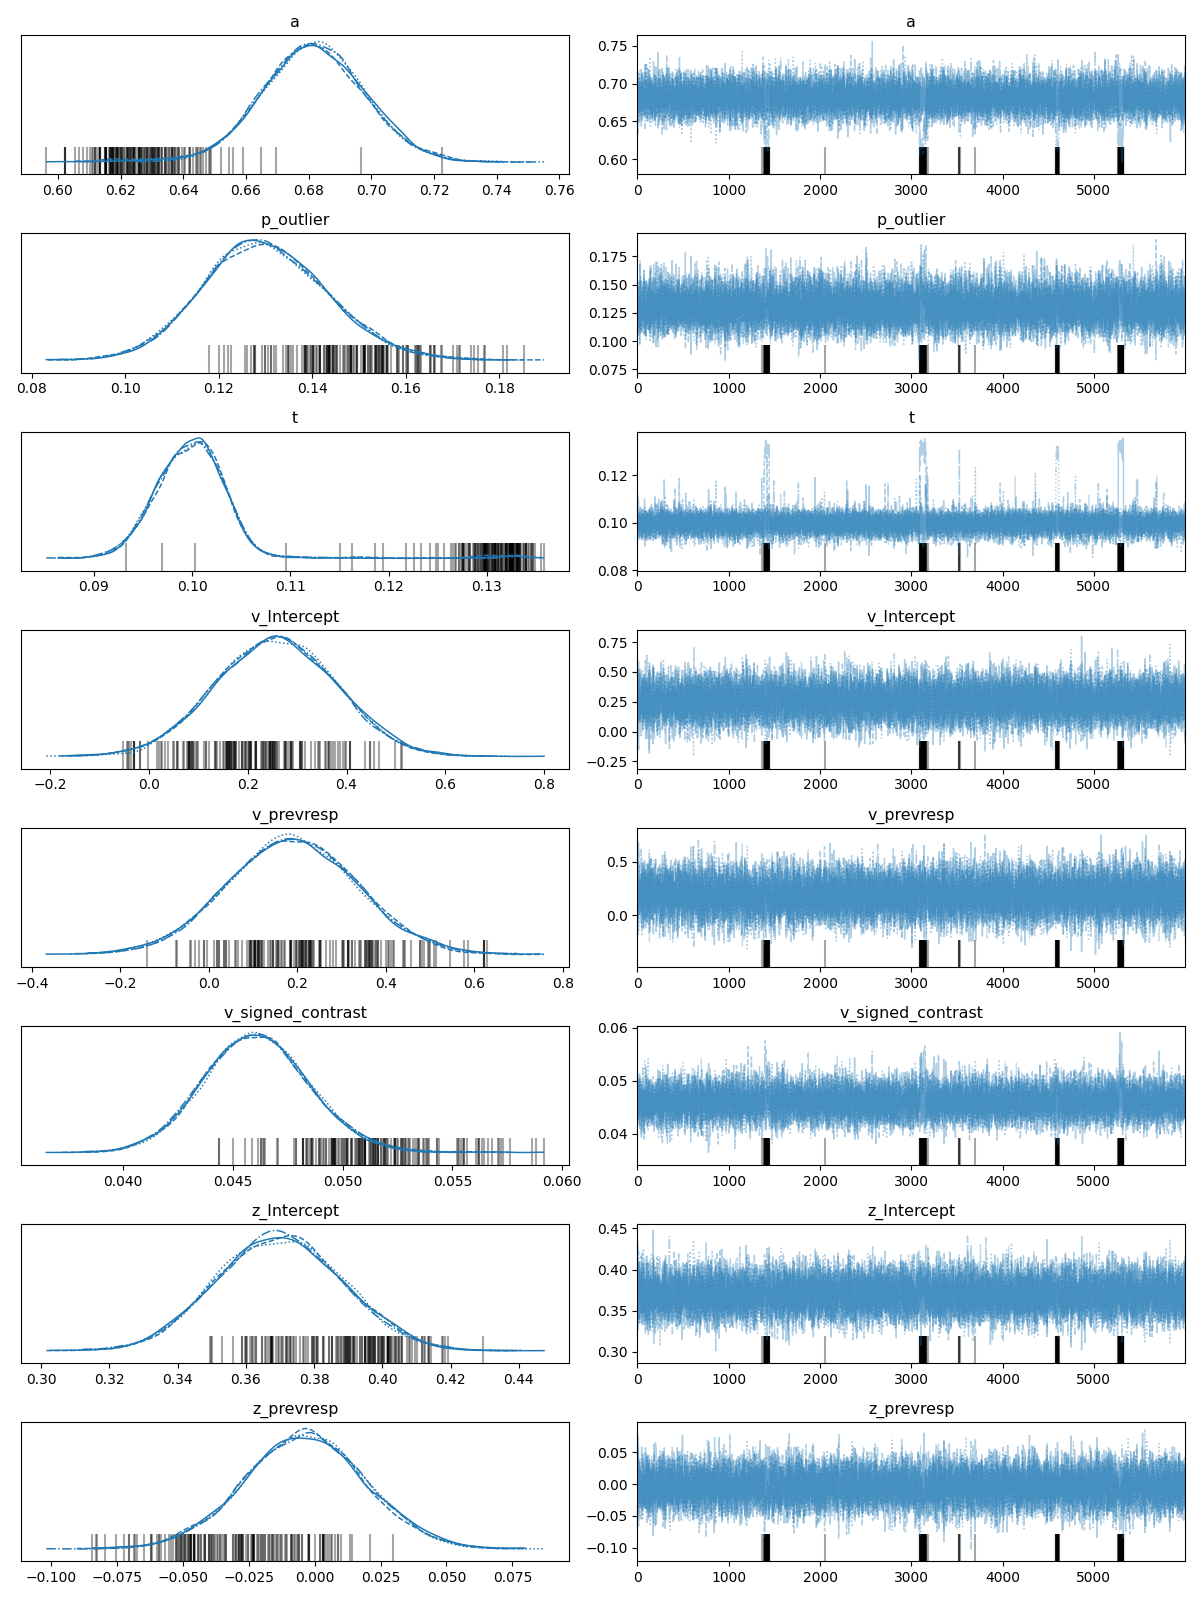 a a
0.75
0.70
0.65
0.60
0.60 0.62 0.64 0.66 0.68 0.70 0.72 0.74 0.76 0 1000 2000 3000 4000 5000
p_outlier p_outlier
0.175
0.150
0.125
0.100
0.075
0.08 0.10 0.12 0.14 0.16 0.18 0 1000 2000 3000 4000 5000
t t
0.12
0.10
0.08
0.09 0.10 0.11 0.12 0.13 0 1000 2000 3000 4000 5000
v_Intercept v_Intercept
0.75
0.50
0.25
0.00
−0.25
−0.2 0.0 0.2 0.4 0.6 0.8 0 1000 2000 3000 4000 5000
v_prevresp v_prevresp
0.5
0.0
−0.4 −0.2 0.0 0.2 0.4 0.6 0.8 0 1000 2000 3000 4000 5000
v_signed_contrast v_signed_contrast
0.06
0.05
0.04
0.040 0.045 0.050 0.055 0.060 0 1000 2000 3000 4000 5000
z_Intercept z_Intercept
0.45
0.40
0.35
0.30
0.30 0.32 0.34 0.36 0.38 0.40 0.42 0.44 0 1000 2000 3000 4000 5000
z_prevresp z_prevresp
0.05
0.00
−0.05
−0.10
−0.100 −0.075 −0.050 −0.025 0.000 0.025 0.050 0.075 0 1000 2000 3000 4000 5000